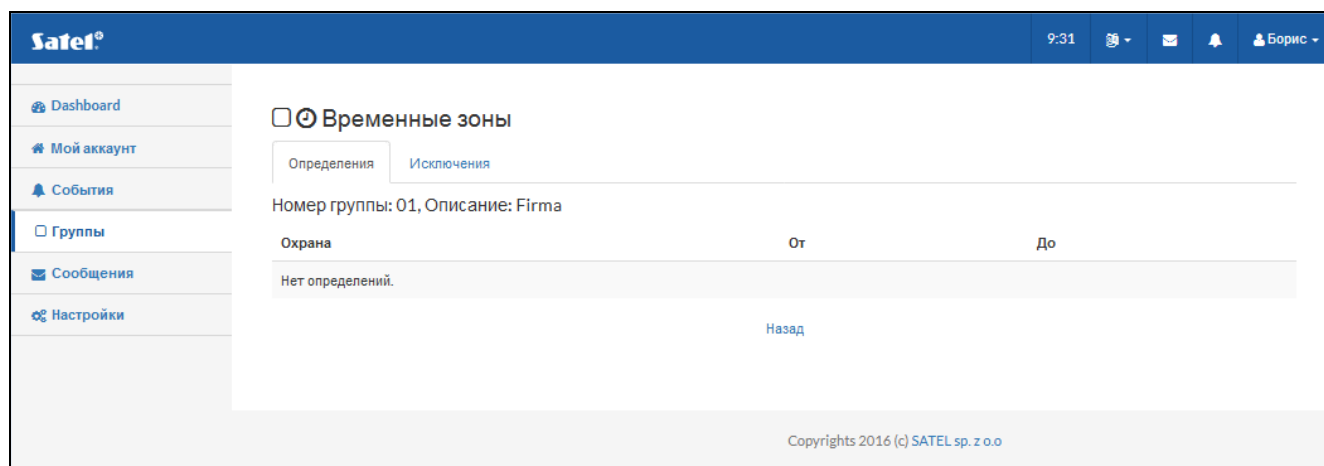 Satel®
9:31
Борис
Dashboard
Мой аккаунт
События
Группы
Сообщения
Настройки
Временные зоны
Определения Исключения
Номер группы: 01, Описание: Firma
Охрана От До
Нет определений.
Назад
Copyrights 2016 (c) SATEL sp. z o.o